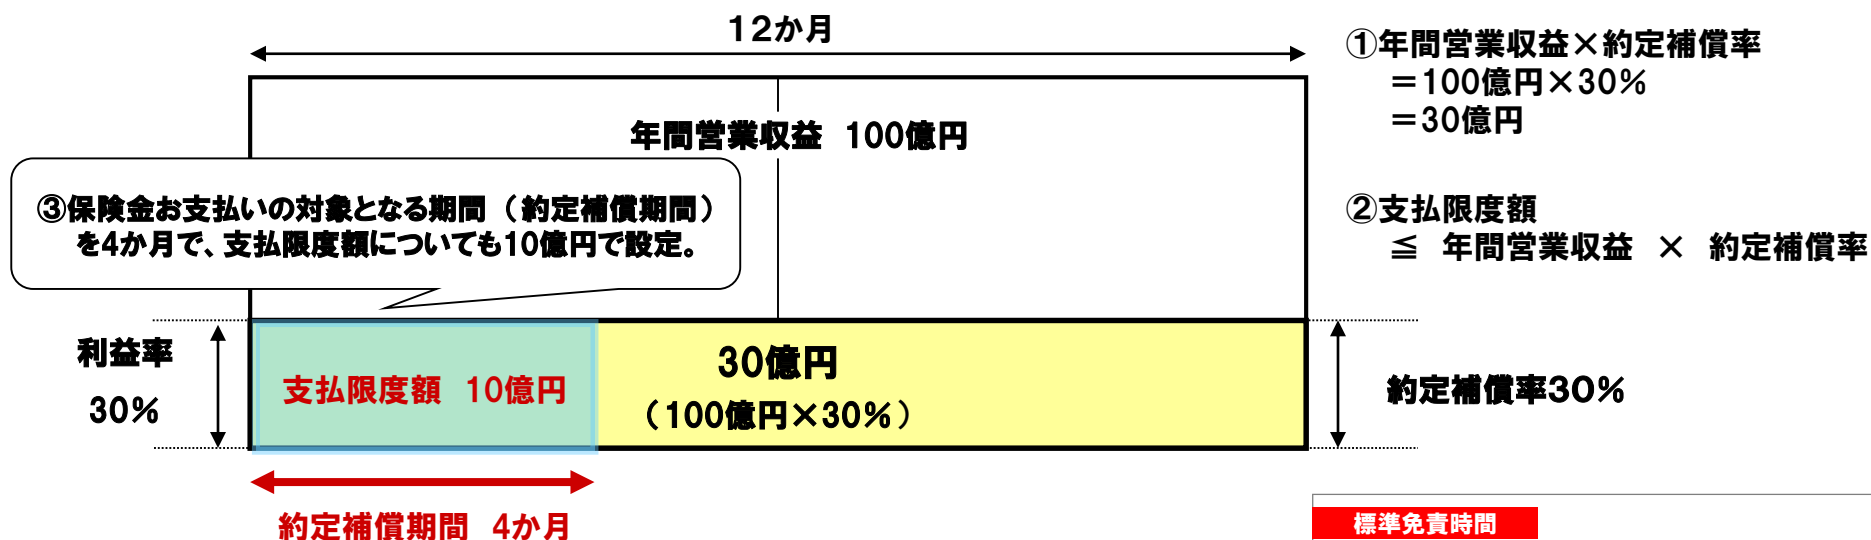 12か月
年間営業収益 100億円
③保険金お支払いの対象となる期間（約定補償期間）
を4か月で、支払限度額についても10億円で設定。
利益率
30%
支払限度額 10億円
30億円
（100億円×30%）
約定補償率30%
約定補償期間 4か月
①年間営業収益×約定補償率
＝100億円×30%
＝30億円
②支払限度額
≦ 年間営業収益 × 約定補償率
標準免責時間